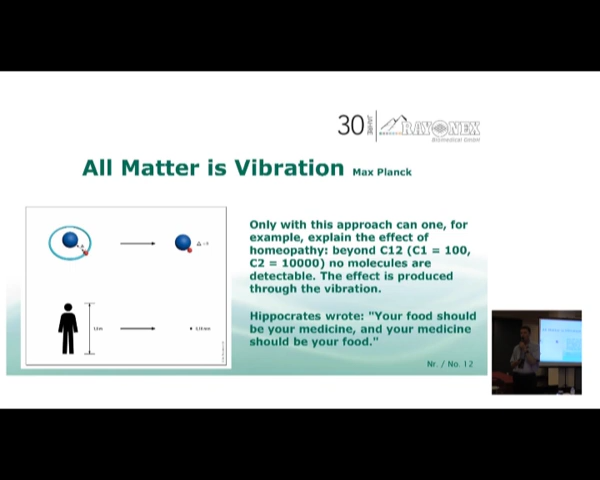 30
RAYONEX
Biomedical GmbH
All Matter is Vibration Max Planck
Only with this approach can one, for
example, explain the effect of
homeopathy: beyond C12 (C1 = 100,
C2 = 10000) no molecules are
detectable. The effect is produced
through the vibration.
Hippocrates wrote: "Your food should
be your medicine, and your medicine
should be your food."
Nr. / No. 12